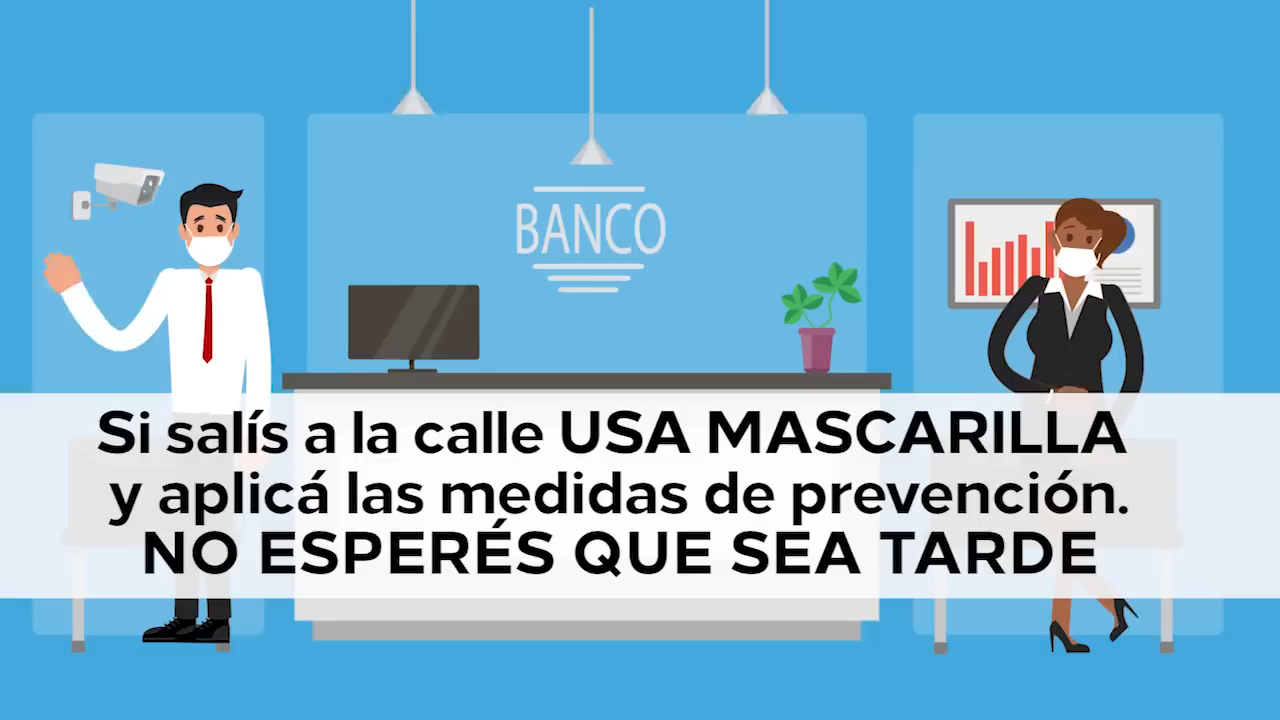 BANCO
Si salís a la calle USA MASCARILLA
y aplicá las medidas de prevención.
NO ESPERÉS QUE SEA TARDE